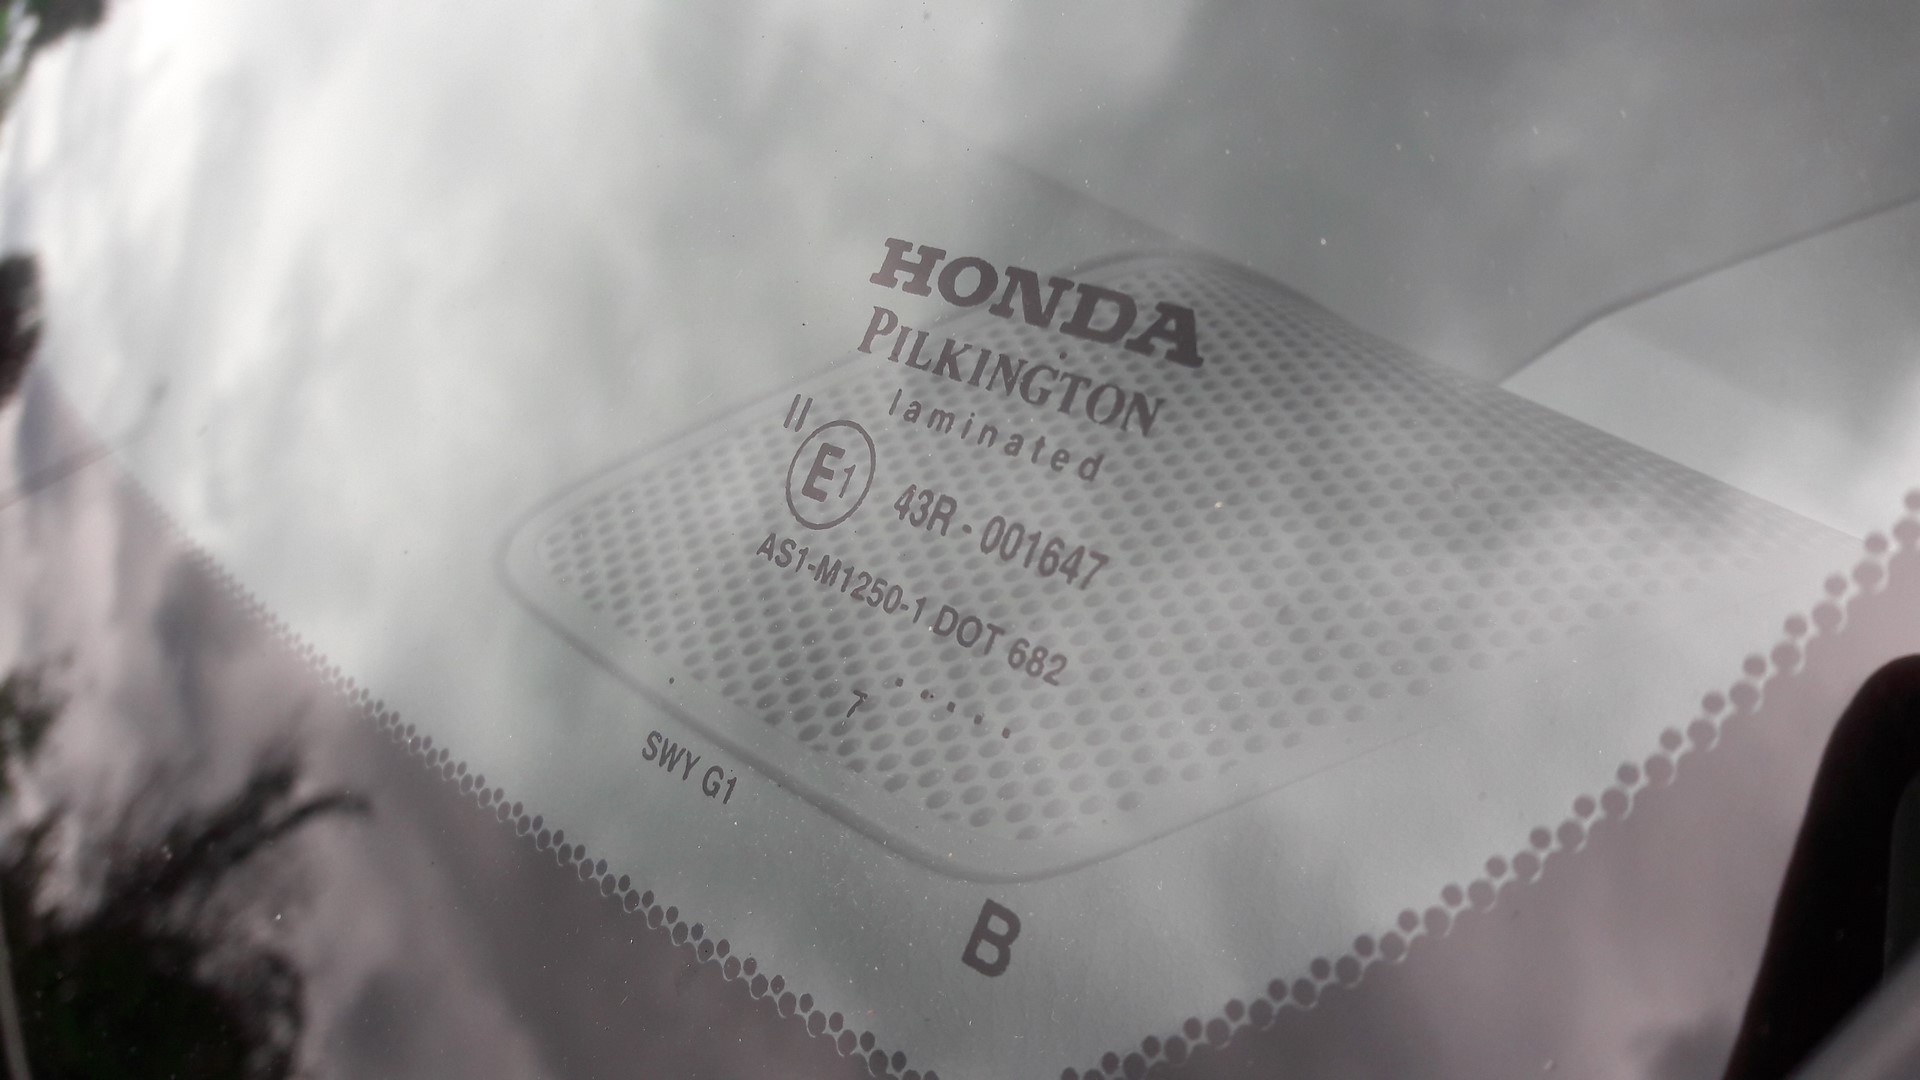 HONDA
PILKINGTON
laminated
II
E1 43R - 001647
AS1-M1250-1 DOT 682
. .. . . .
7
SWY G1
B